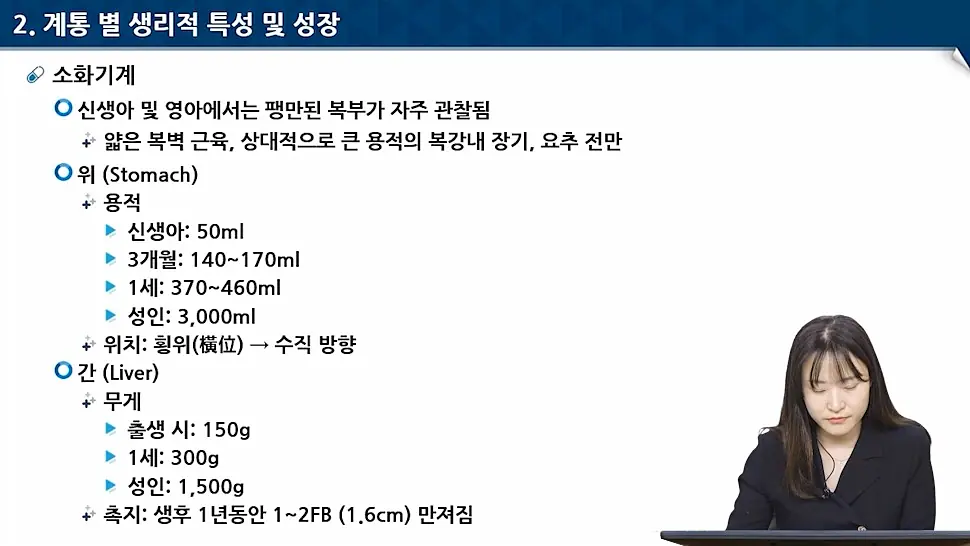 2. 계통 별 생리적 특성 및 성장
소화기계
신생아 및 영아에서는 팽만된 복부가 자주 관찰됨
얇은 복벽 근육, 상대적으로 큰 용적의 복강내 장기, 요추 전만
위 (Stomach)
용적
신생아: 50ml
3개월: 140~170ml
1세: 370~460ml
성인: 3,000ml
위치: 횡위(橫位) → 수직 방향
간 (Liver)
무게
출생 시: 150g
1세: 300g
성인: 1,500g
촉지: 생후 1년동안 1~2FB (1.6cm) 만져짐